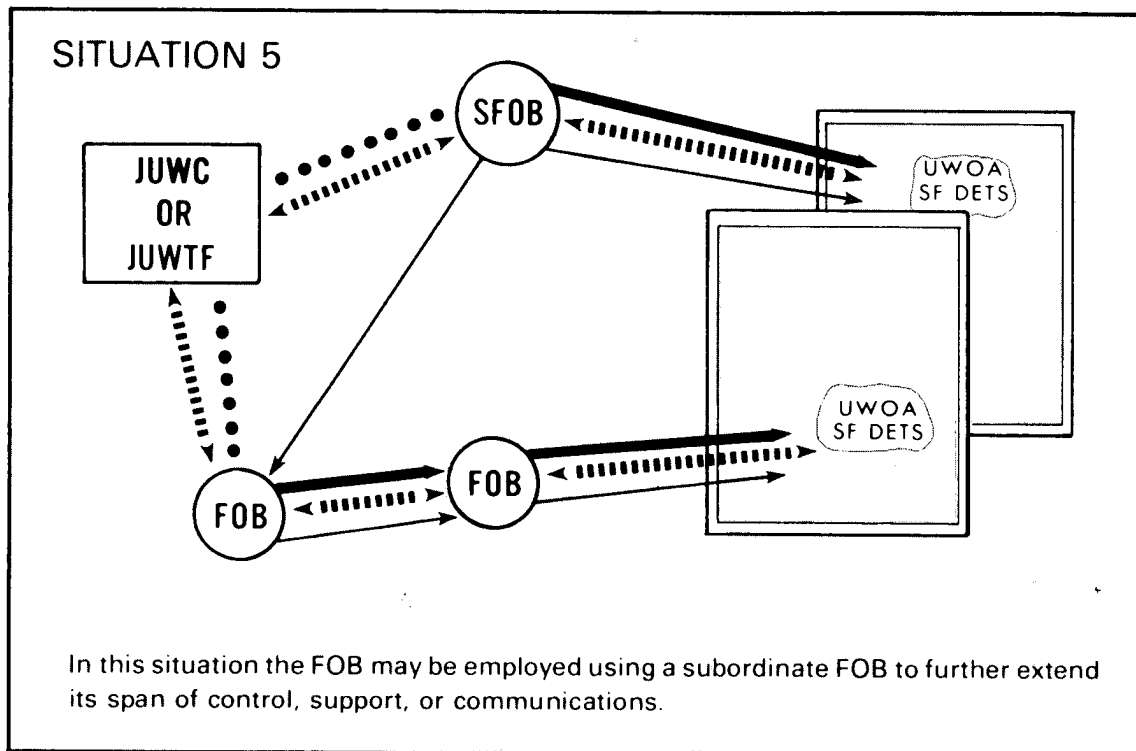 SITUATION 5
SFOB
JUWC
OR
JUWTF
UWOA
SF DETS
UWOA
SF DETS
FOB
FOB
In this situation the FOB may be employed using a subordinate FOB to further extend
its span of control, support, or communications.